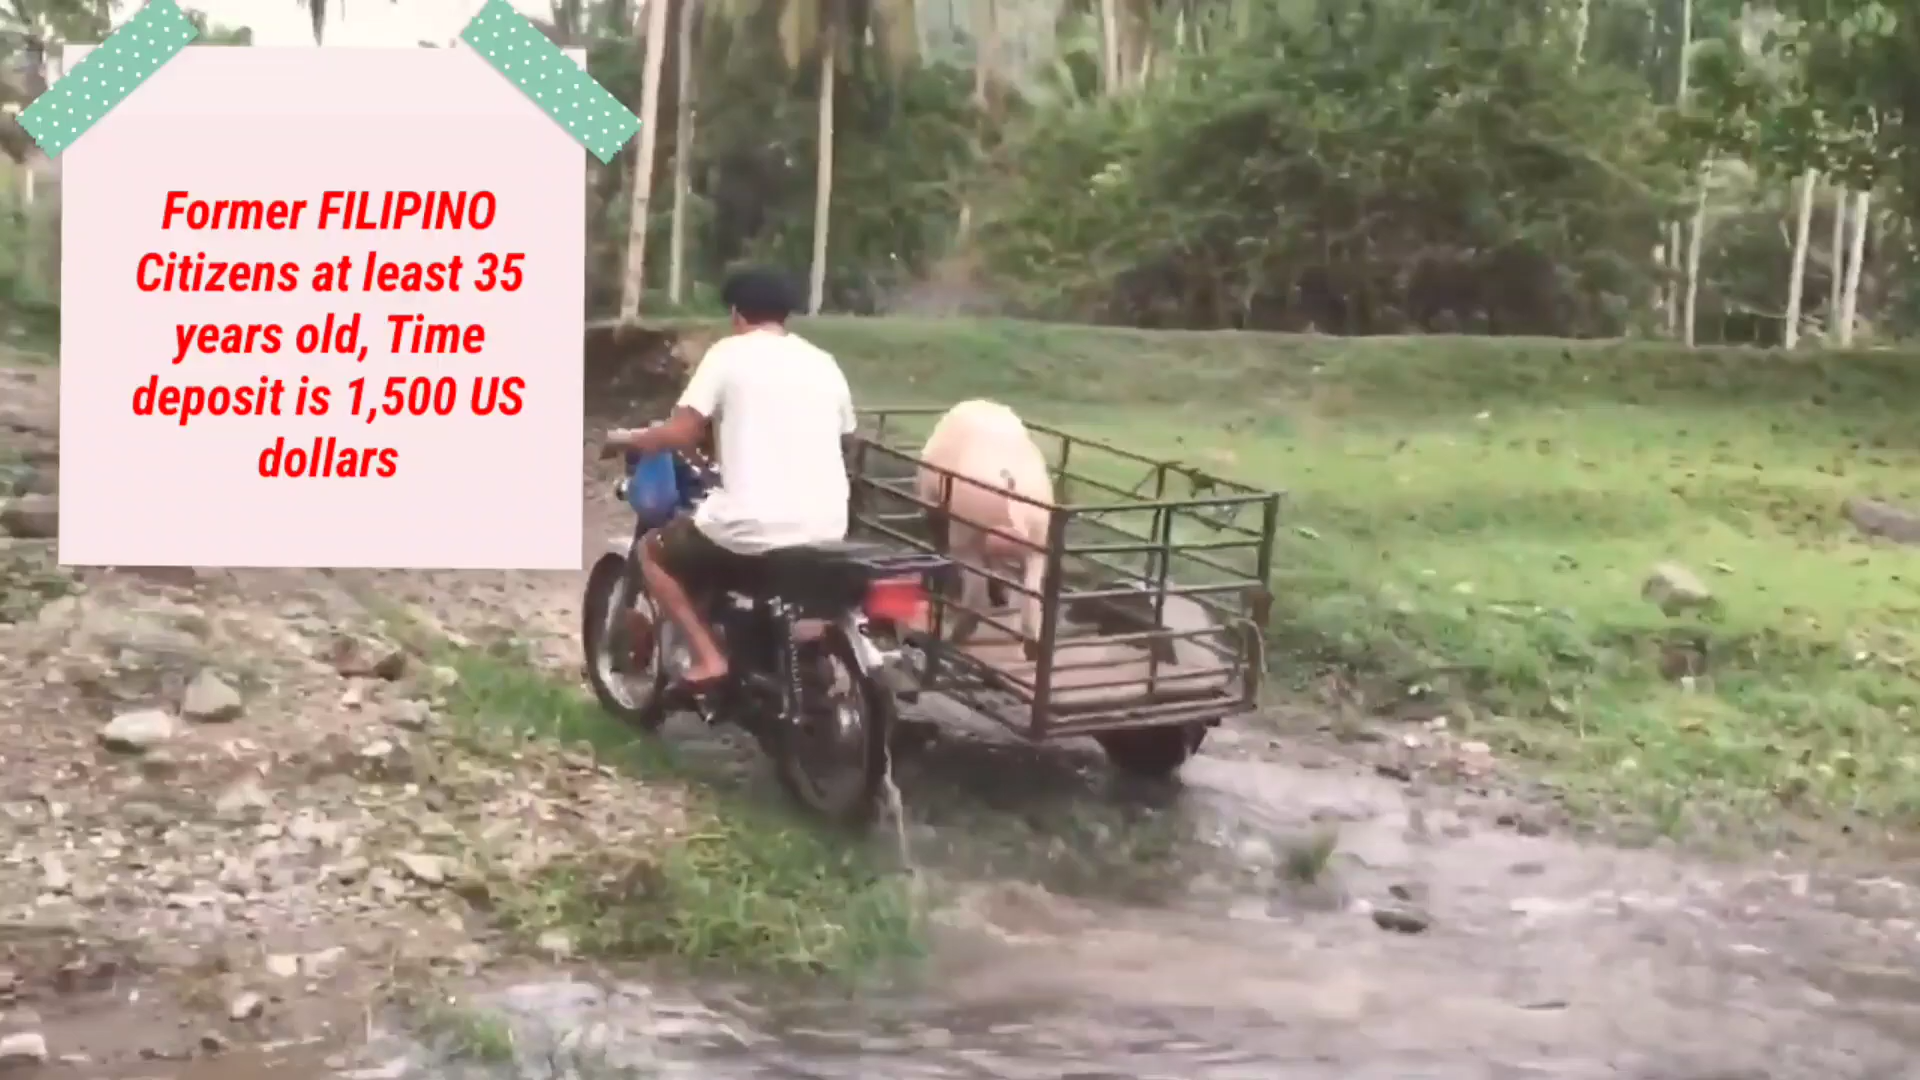 Former FILIPINO
Citizens at least 35
years old, Time
deposit is 1,500 US
dollars